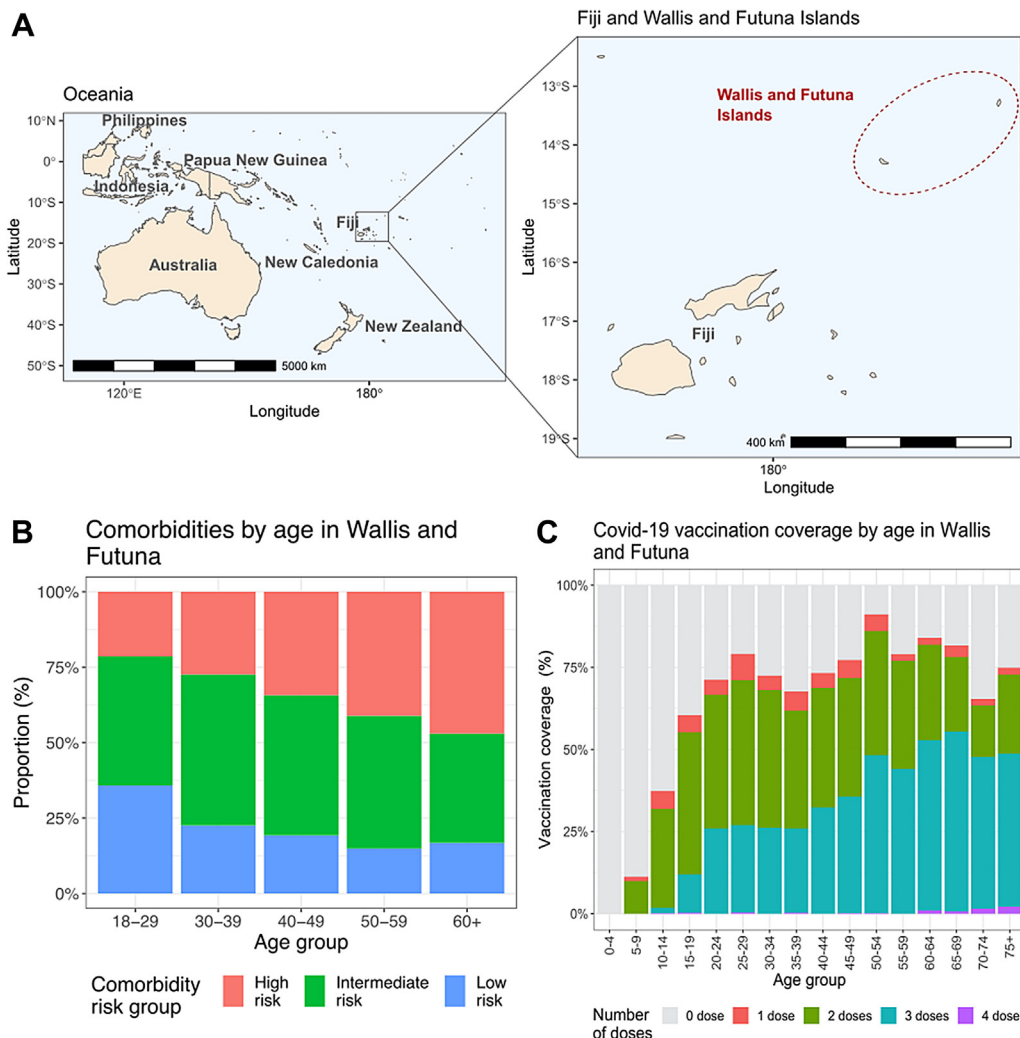 A
Fiji and Wallis and Futuna Islands
Oceania
10°N
0°
10°S
20°S
30°S
40°S
50°S
Latitude
Philippines
Papua New Guinea
Indonesia
Fiji
Australia
New Caledonia
New Zealand
5000 km
120°E
180°
Longitude
13°S
14°S
15°S
16°S
17°S
18°S
19°S
Latitude
Wallis and Futuna
Islands
Fiji
400 km
180°
Longitude
B
Comorbidities by age in Wallis and
Futuna
100%
75%
50%
25%
0%
Proportion (%)
18–29
30–39
40–49
50–59
60+
Age group
Comorbidity
risk group
High
risk
Intermediate
risk
Low
risk
C
Covid-19 vaccination coverage by age in Wallis
and Futuna
100%
75%
50%
25%
0%
Vaccination coverage (%)
0-4
5-9
10-14
15-19
20-24
25-29
30-34
35-39
40-44
45-49
50-54
55-59
60-64
65-69
70-74
75+
Age group
Number
of doses
0 dose
1 dose
2 doses
3 doses
4 doses